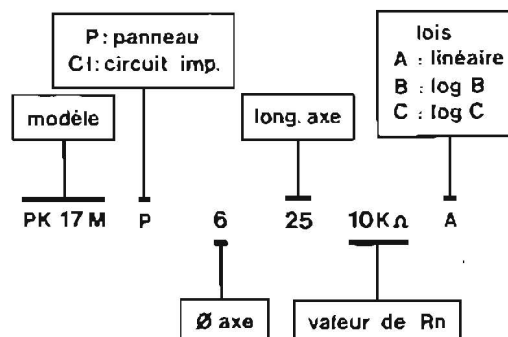 P: panneau
CI: circuit imp.
lois
A : linéaire
B : log B
C : log C
modèle
long. axe
PK 17 M P 6 25 10KΩ A
Ø axe
valeur de Rn